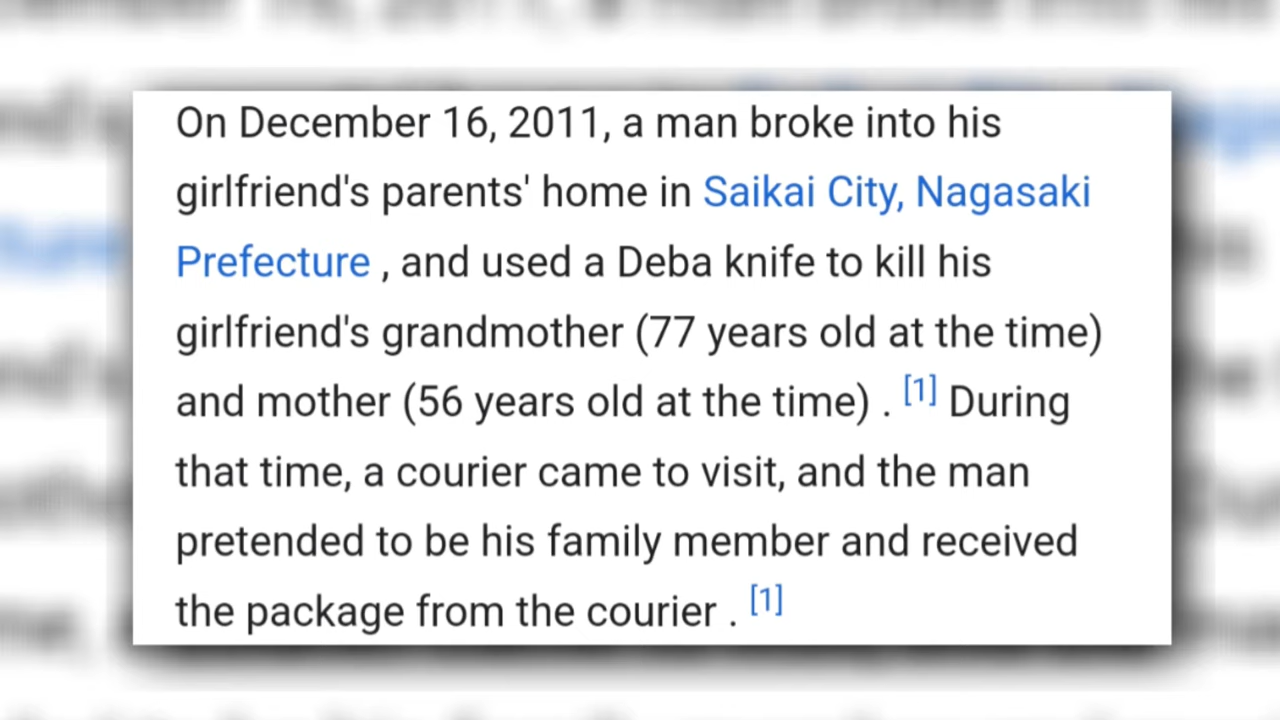 On December 16, 2011, a man broke into his
girlfriend's parents' home in Saikai City, Nagasaki
Prefecture , and used a Deba knife to kill his
girlfriend's grandmother (77 years old at the time)
and mother (56 years old at the time) . [1] During
that time, a courier came to visit, and the man
pretended to be his family member and received
the package from the courier . [1]